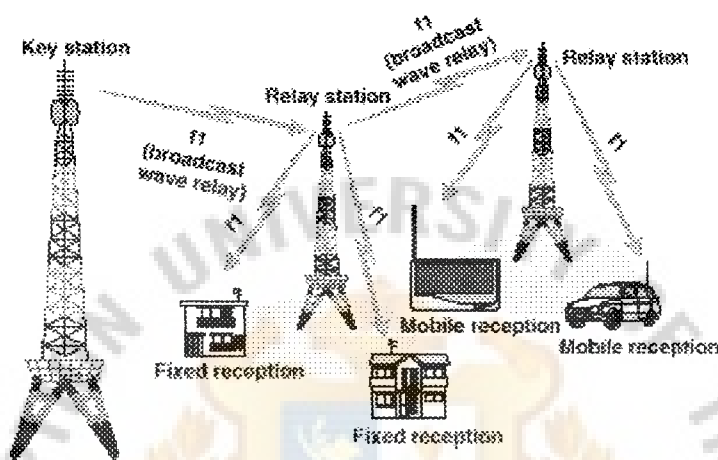 Key station
f1
(broadcast
wave relay)
Relay station
f1
(broadcast
wave relay)
Relay station
f1
f1
f1
f1
Fixed reception
Fixed reception
Mobile reception
Mobile reception
UNIVERSITY